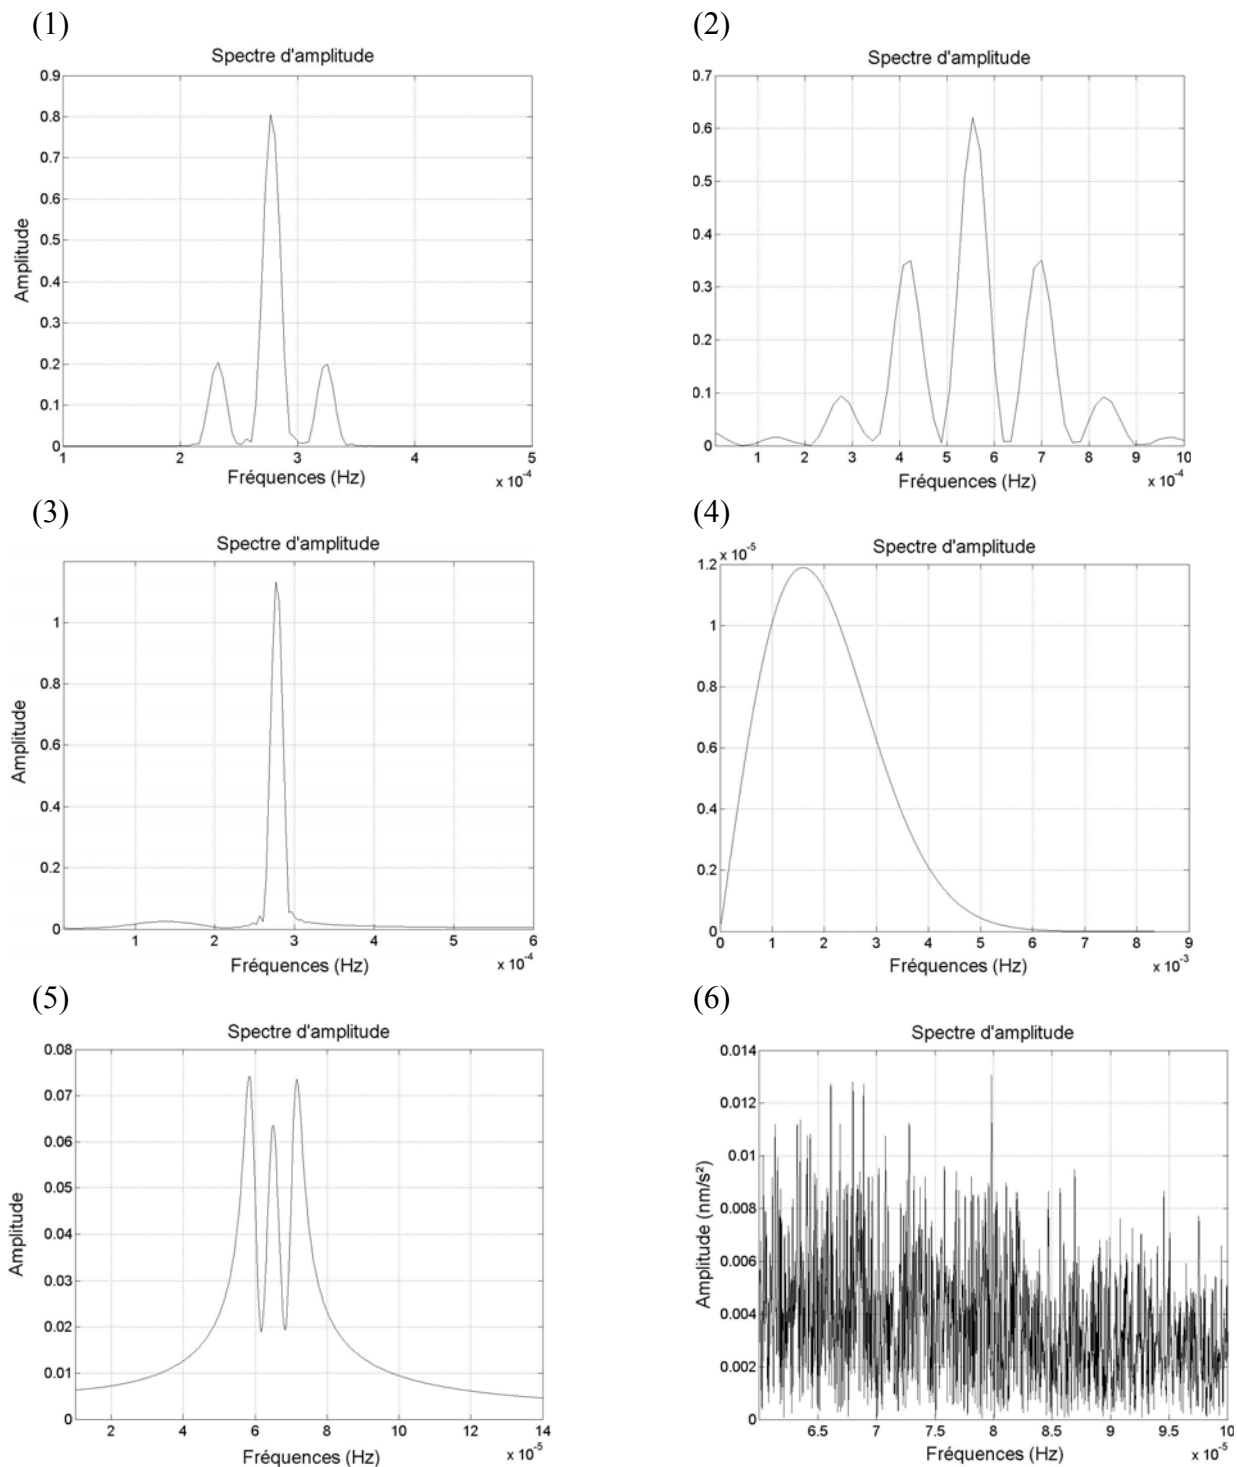 (1)
Spectre d'amplitude
0.9
0.8
0.7
0.6
0.5
0.4
0.3
0.2
0.1
0
Amplitude
1 2 3 4 5
Fréquences (Hz)
x 10⁻⁴
(2)
Spectre d'amplitude
0.7
0.6
0.5
0.4
0.3
0.2
0.1
0
1 2 3 4 5 6 7 8 9 10
Fréquences (Hz)
x 10⁻⁴
(3)
Spectre d'amplitude
1
0.8
0.6
0.4
0.2
0
Amplitude
1 2 3 4 5 6
Fréquences (Hz)
x 10⁻⁴
(4)
Spectre d'amplitude
x 10⁻⁵
1.2
1
0.8
0.6
0.4
0.2
0
0 1 2 3 4 5 6 7 8 9
Fréquences (Hz)
x 10⁻³
(5)
Spectre d'amplitude
0.08
0.07
0.06
0.05
0.04
0.03
0.02
0.01
0
Amplitude
2 4 6 8 10 12 14
Fréquences (Hz)
x 10⁻⁵
(6)
Spectre d'amplitude
0.014
0.012
0.01
0.008
0.006
0.004
0.002
0
Amplitude (nm/s²)
6.5 7 7.5 8 8.5 9 9.5 10
Fréquences (Hz)
x 10⁻⁵